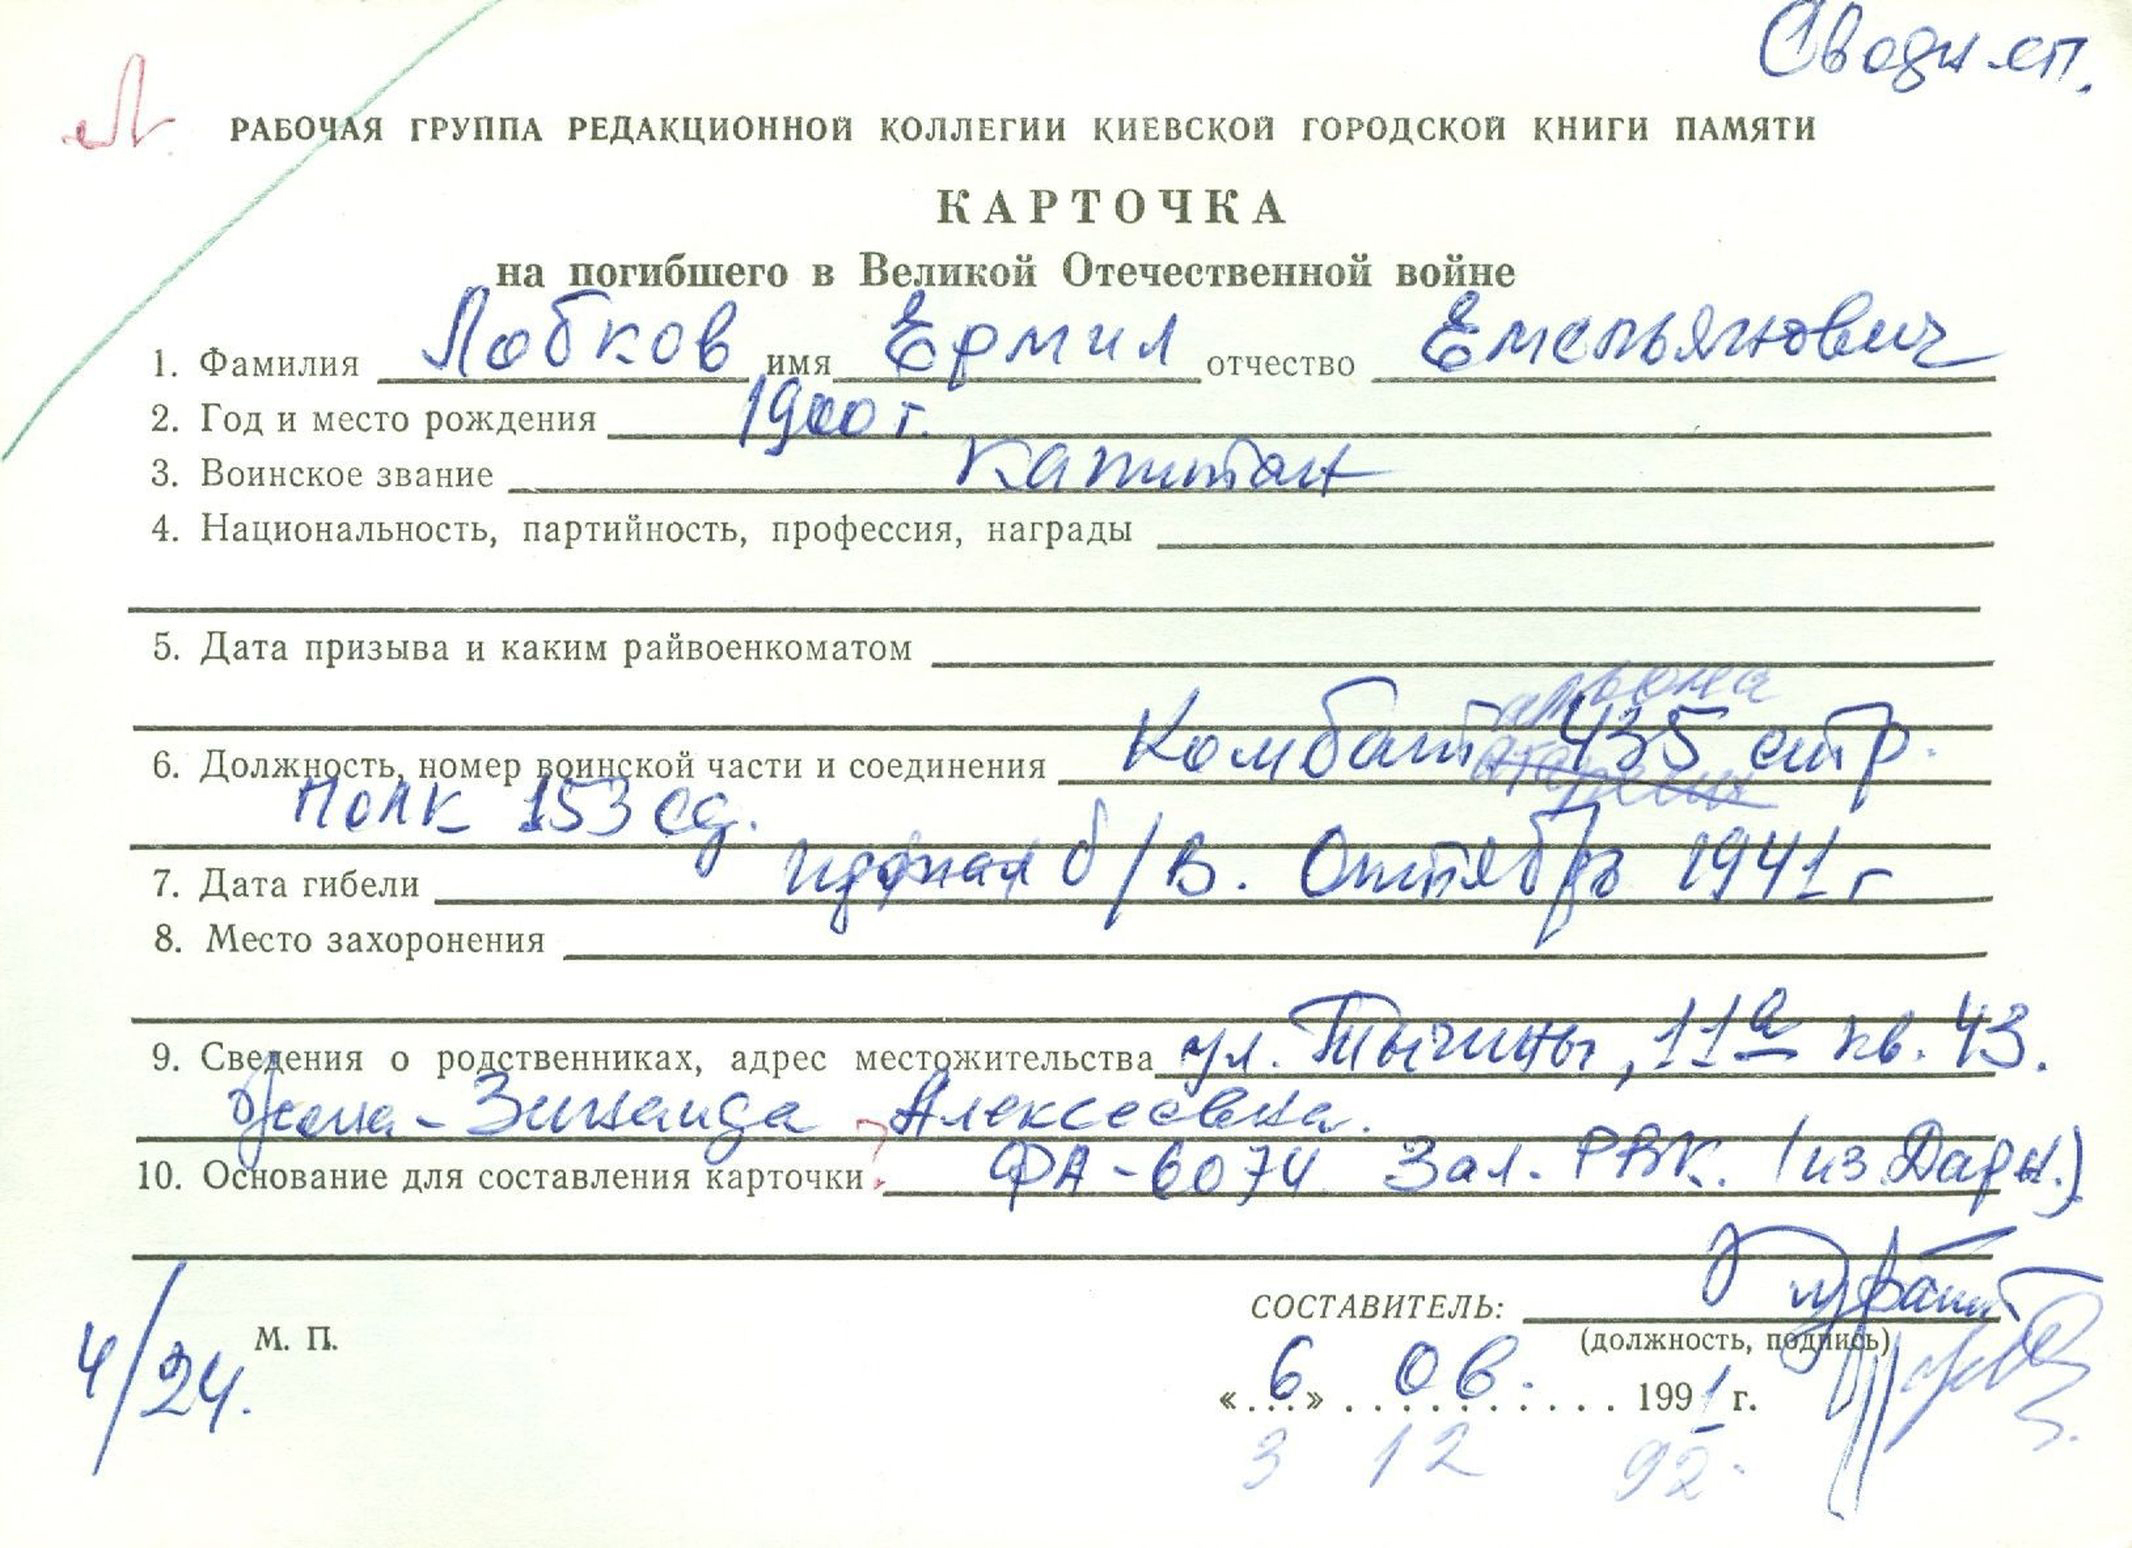 Сводн сп.
Л
РАБОЧАЯ ГРУППА РЕДАКЦИОННОЙ КОЛЛЕГИИ КИЕВСКОЙ ГОРОДСКОЙ КНИГИ ПАМЯТИ
КАРТОЧКА
на погибшего в Великой Отечественной войне
1. Фамилия Лобков имя Ермил отчество Емельянович
2. Год и место рождения 1900 г.
3. Воинское звание капитан
4. Национальность, партийность, профессия, награды
5. Дата призыва и каким райвоенкоматом
альона
6. Должность, номер воинской части и соединения Комбат 435 стр.
полк 153 сд.
7. Дата гибели пропал б/в. Октябрь 1941 г
8. Место захоронения
9. Сведения о родственниках, адрес местожительства ул. Тычины, 11а кв. 43.
Жена - Зинаида Алексеевна.
10. Основание для составления карточки ФА-6074 Зал. РВК. (из Дарн.)
СОСТАВИТЕЛЬ:
(должность, подпись)
М. П.
4/24.
«6» 08. 1991 г.
3 12 92.